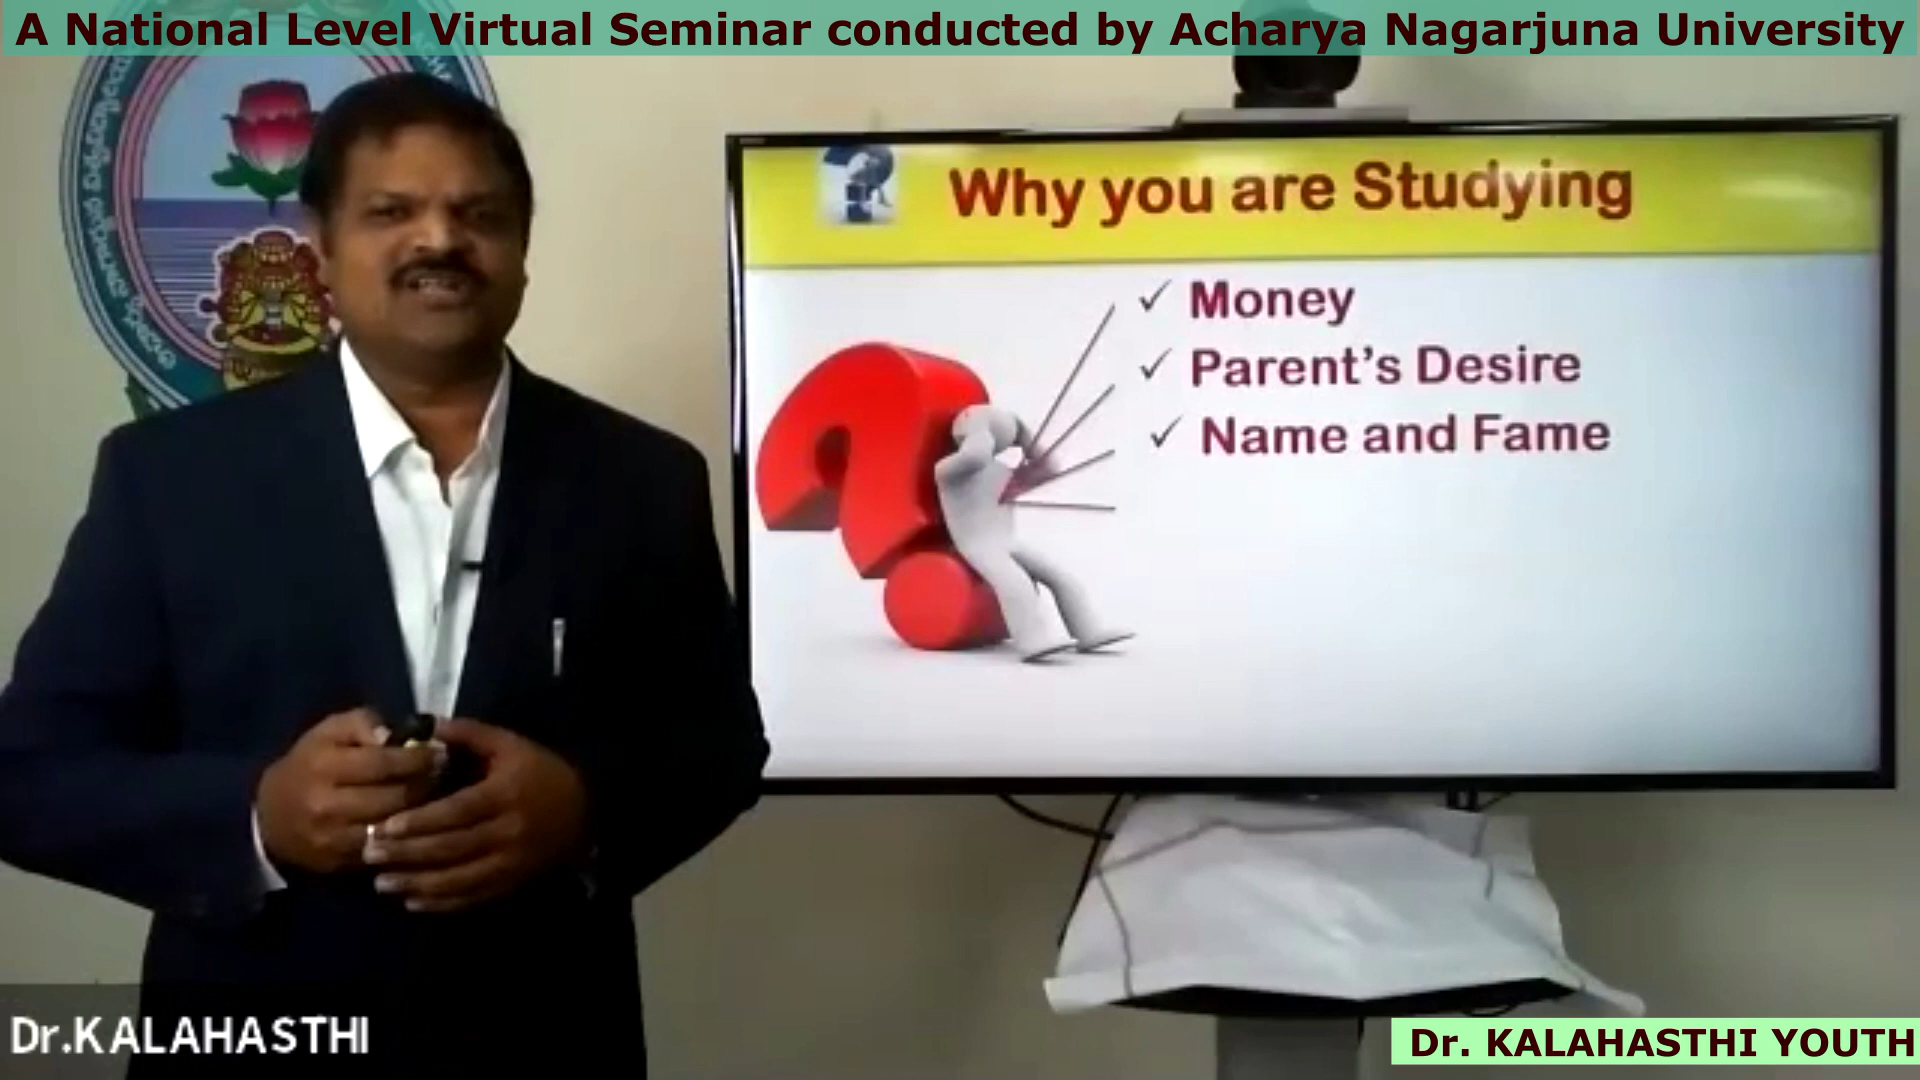 A National Level Virtual Seminar conducted by Acharya Nagarjuna University
Why you are Studying
✓ Money
✓ Parent's Desire
✓ Name and Fame
Dr.KALAHASTHI
Dr. KALAHASTHI YOUTH